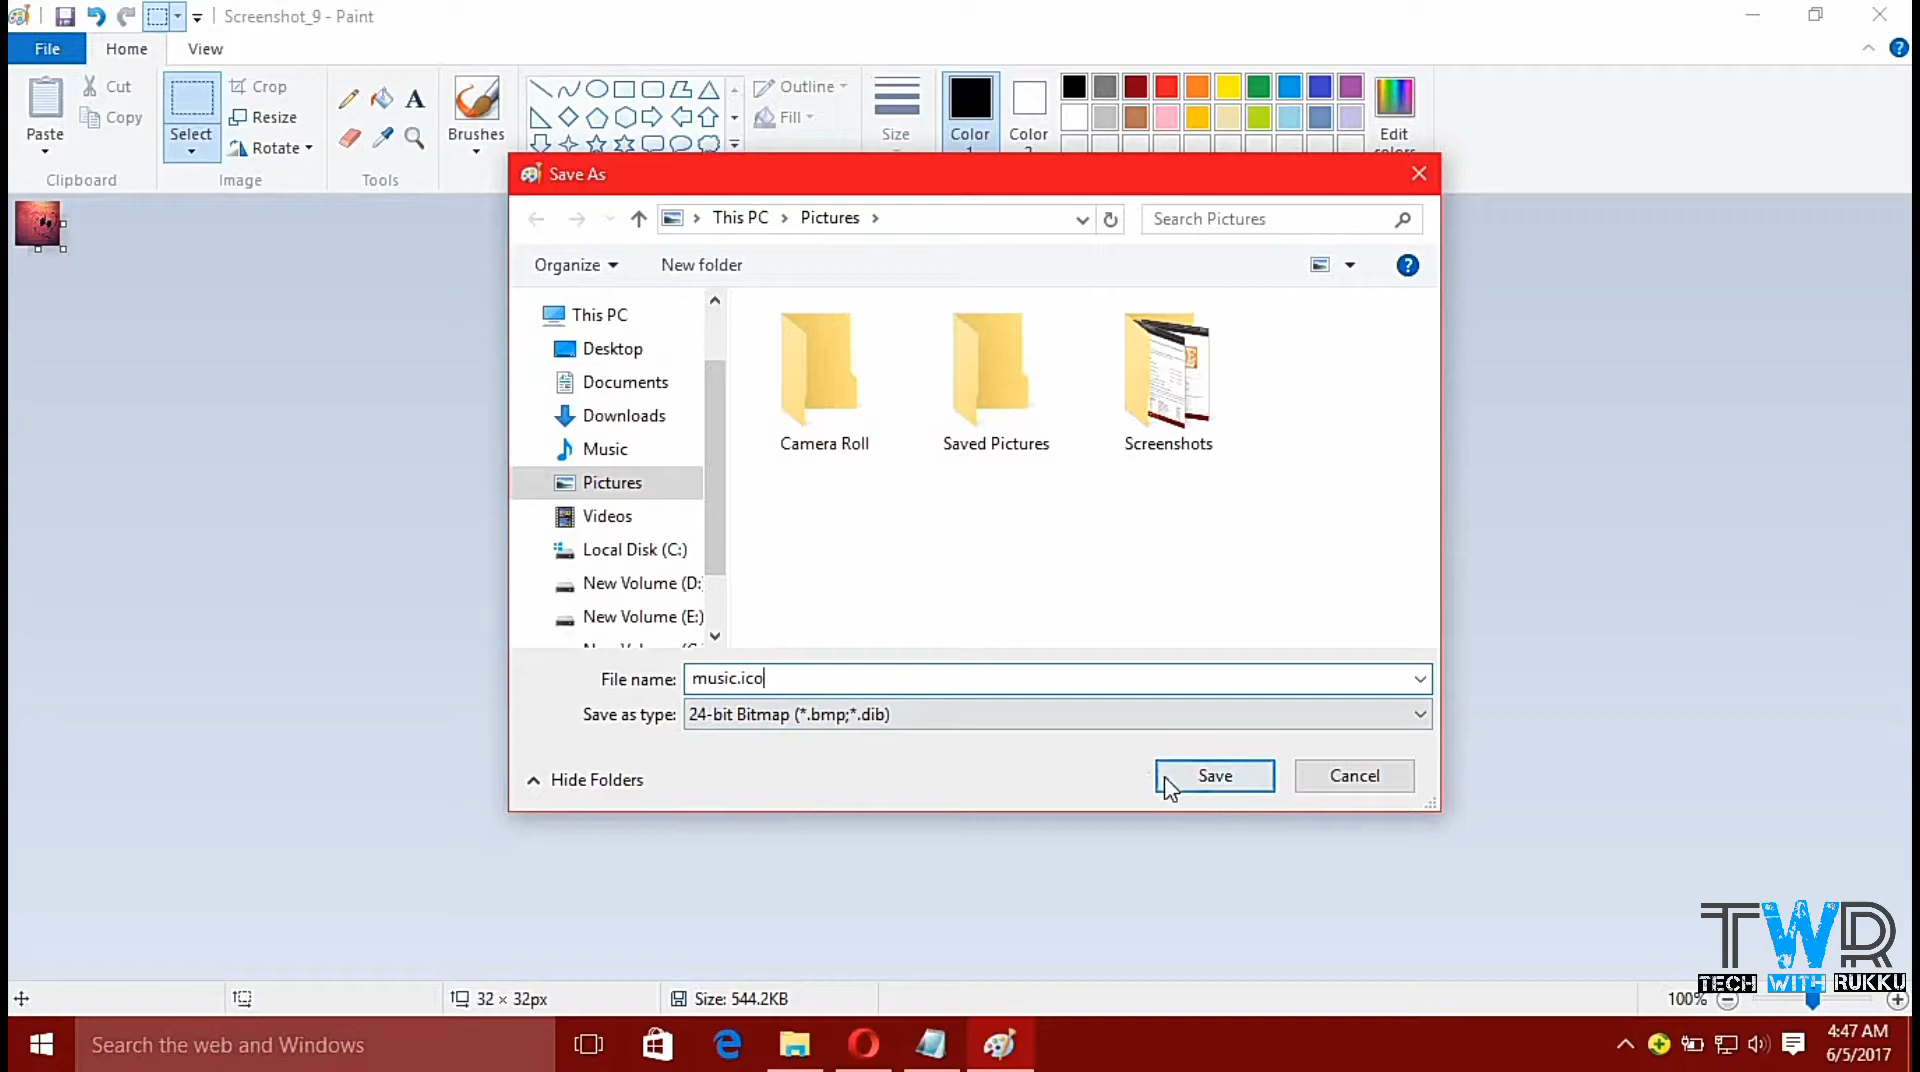 Screenshot_9 - Paint
File Home View
Paste
Cut
Copy
Clipboard
Select
Crop
Resize
Rotate
Image
A
Tools
Brushes
Outline
Fill
Size
Color
Color
Edit
Save As
This PC Pictures
Search Pictures
Organize New folder
?
This PC
Desktop
Documents
Downloads
Music
Pictures
Videos
Local Disk (C:)
New Volume (D:
New Volume (E:)
Camera Roll
Saved Pictures
Screenshots
File name: music.ico
Save as type: 24-bit Bitmap (*.bmp;*.dib)
Hide Folders
Save
Cancel
TWR
TECH WITH RUKKU
32 × 32px
Size: 544.2KB
100%
Search the web and Windows
4:47 AM
6/5/2017